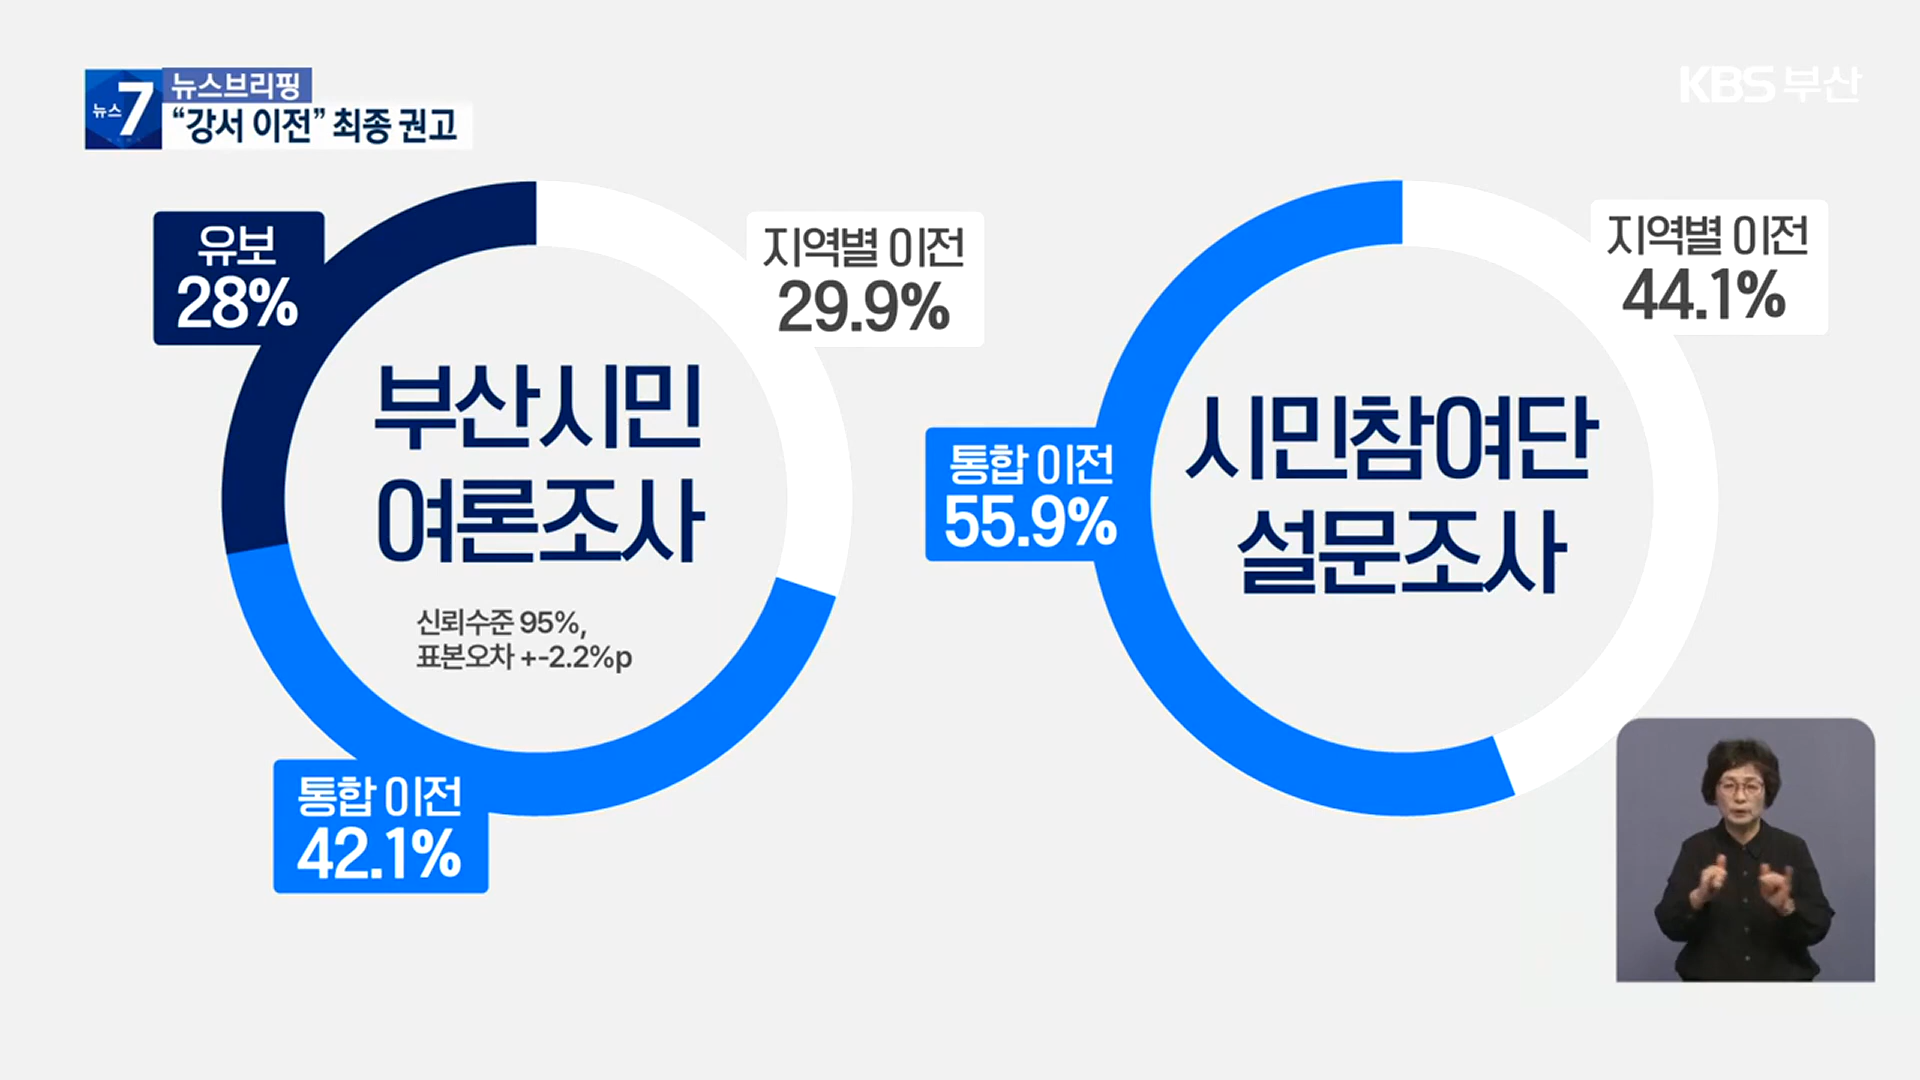 뉴스 7
뉴스브리핑
“강서 이전” 최종 권고
KBS 부산
유보
28%
지역별 이전
29.9%
부산시민
여론조사
신뢰수준 95%,
표본오차 +-2.2%p
통합 이전
42.1%
지역별 이전
44.1%
통합 이전
55.9%
시민참여단
설문조사